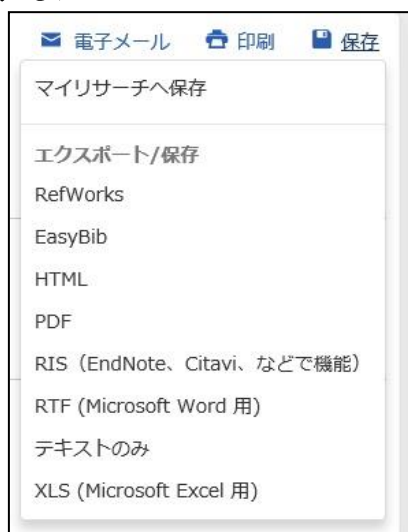 電子メール 印刷 保存
マイリサーチへ保存
エクスポート/保存
RefWorks
EasyBib
HTML
PDF
RIS（EndNote、Citavi、などで機能）
RTF (Microsoft Word 用)
テキストのみ
XLS (Microsoft Excel 用)